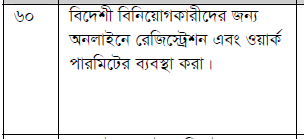 ৬০ বিদেশী বিনিয়োগকারীদের জন্য
অনলাইনে রেজিস্ট্রেশন এবং ওয়ার্ক
পারমিটের ব্যবস্থা করা।